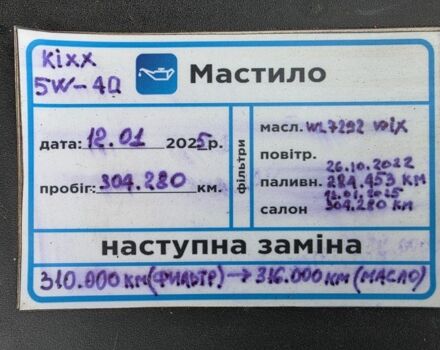 Kixx
5W-40
Мастило
дата: 12.01 2025р.
пробіг: 304.280 км.
фільтри
масл. WL7292 WIX
повітр.
26.10.2022
паливн. 284.453 КМ
12.01.2025
салон 304.280 КМ
наступна заміна
310.000 КМ (ФИЛЬТР) → 316.000 КМ (МАСЛО)